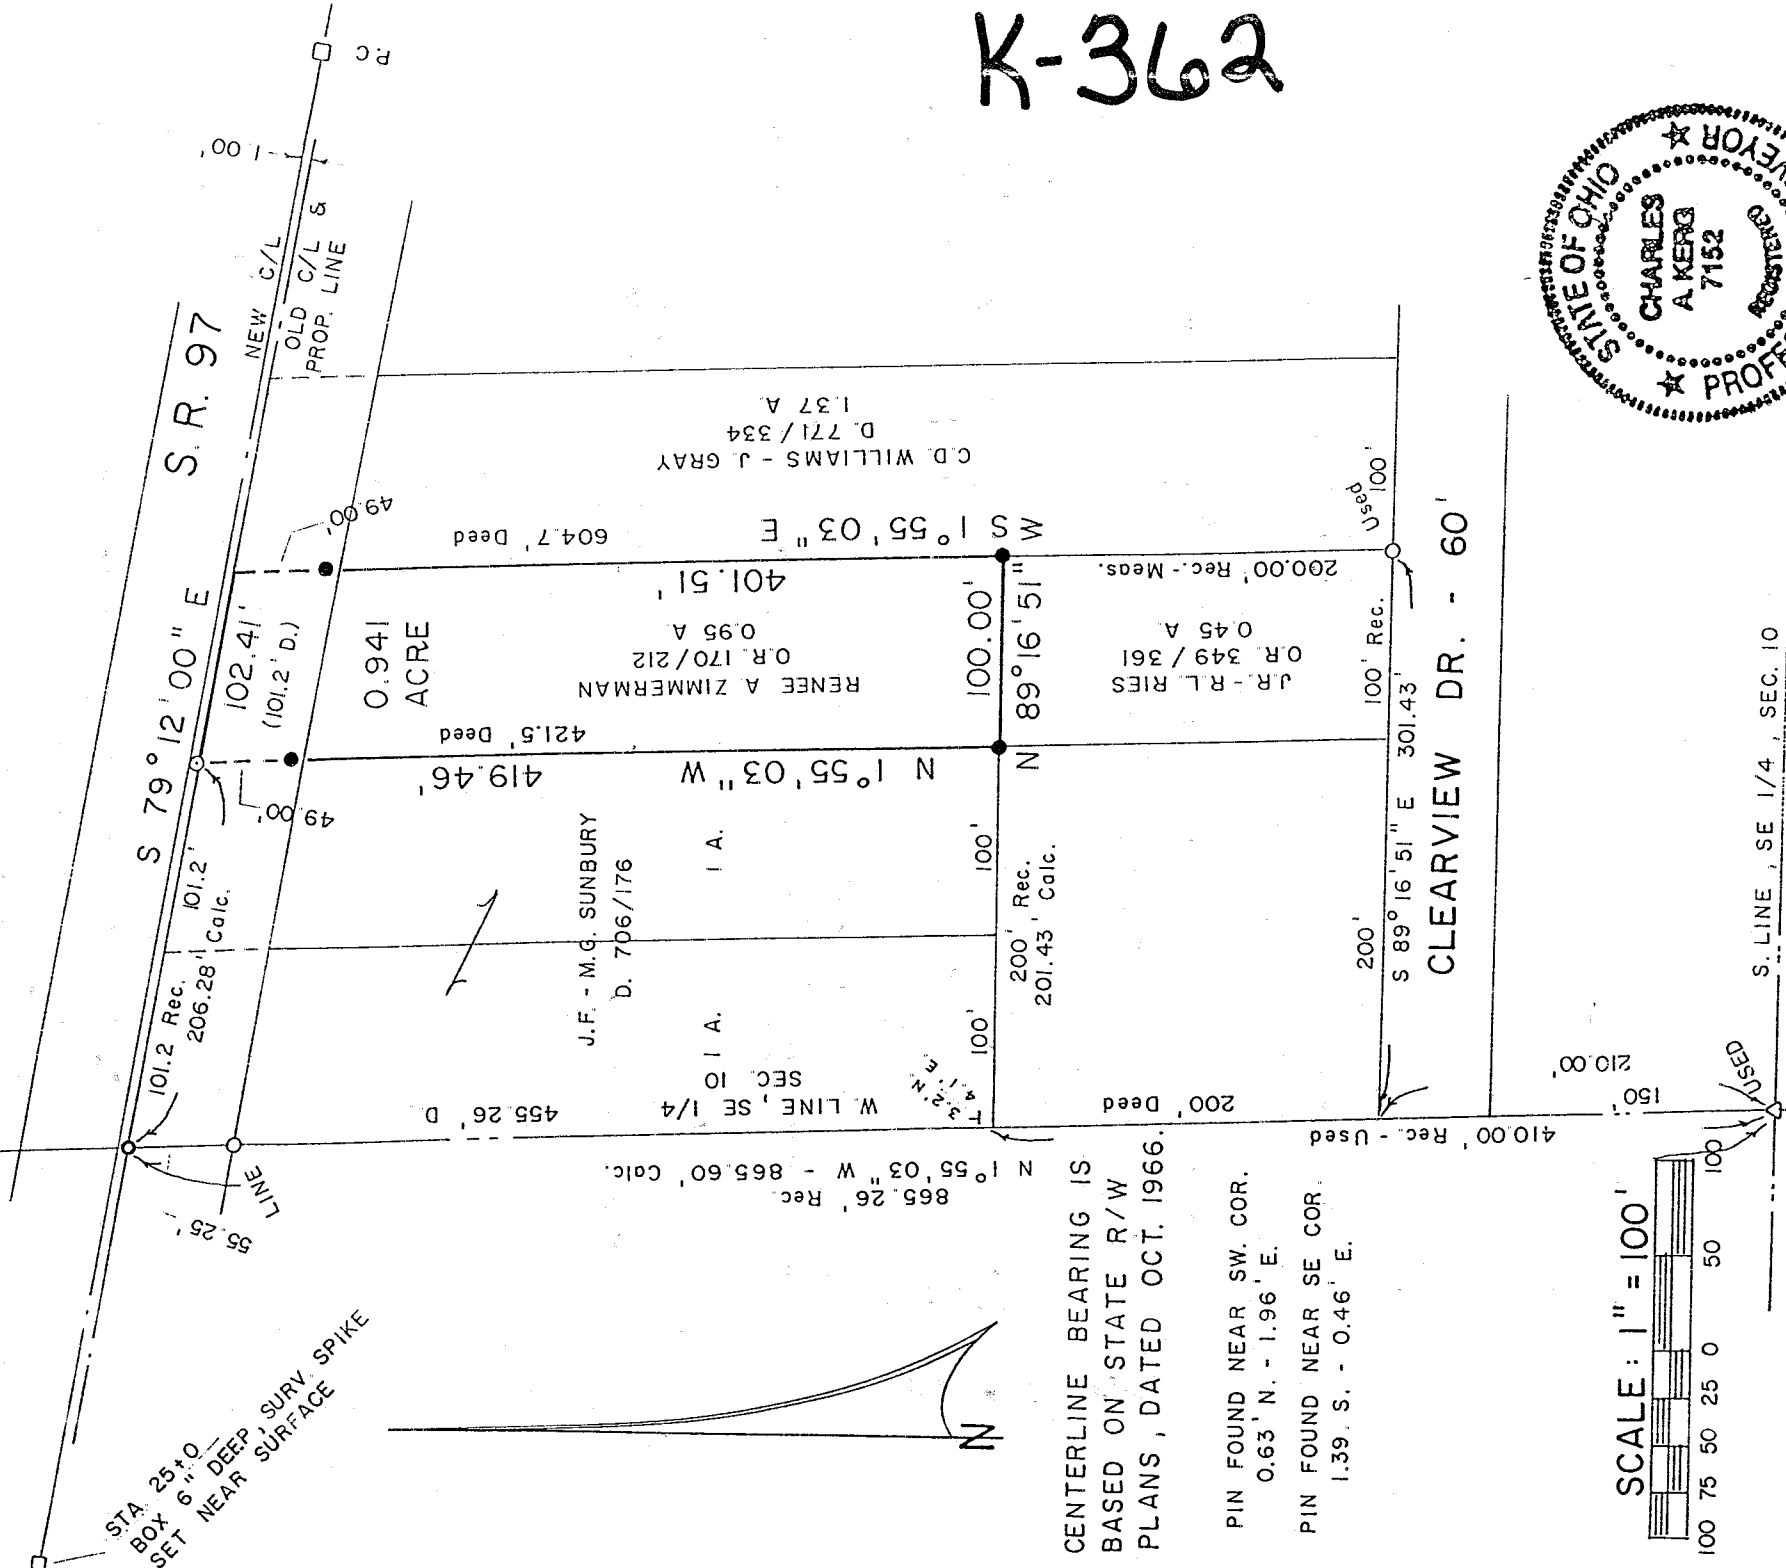 K-362
P.C
1.00'
S. R. 97
NEW C/L
OLD C/L &
PROP. LINE
S 79° 12' 00" E
102.41'
(101.2' D.)
49.00'
49.00'
101.2'
101.2 Rec.
206.28' Calc.
55.25'
LINE
STA. 25+0
BOX 6" DEEP, SURV. SPIKE
SET NEAR SURFACE
C.D. WILLIAMS - J. GRAY
D. 771/334
1.37 A.
604.7' Deed
S 1° 55' 03" E
401.51'
0.941
ACRE
RENEE A ZIMMERMAN
O.R. 170/212
0.95 A
421.5' Deed
N 1° 55' 03" W
419.46'
100.00'
N 89° 16' 51" W
J.F. - M.G. SUNBURY
D. 706/176
1 A.
1 A.
100'
100'
200' Rec.
201.43' Calc.
W. LINE, SE 1/4
SEC. 10
455.26' D
3.2' N.
4.1' E.
N 1° 55' 03" W - 865.60' Calc.
865.26' Rec.
200.00' Rec.- Meas.
J.R. - R.L. RIES
O.R. 349 / 361
0.45 A.
Used
100'
100' Rec.
200'
S 89° 16' 51" E 301.43'
CLEARVIEW DR. - 60'
200' Deed
410.00' Rec - Used
150'
210.00'
USED
S. LINE, SE 1/4, SEC. 10
CENTERLINE BEARING IS
BASED ON STATE R/W
PLANS, DATED OCT. 1966.
PIN FOUND NEAR SW. COR.
0.63' N. - 1.96' E.
PIN FOUND NEAR SE COR.
1.39. S. - 0.46' E.
N
SCALE: 1" = 100'
100 75 50 25 0 50 100
STATE OF OHIO
CHARLES
A. KERG
7152
REGISTERED